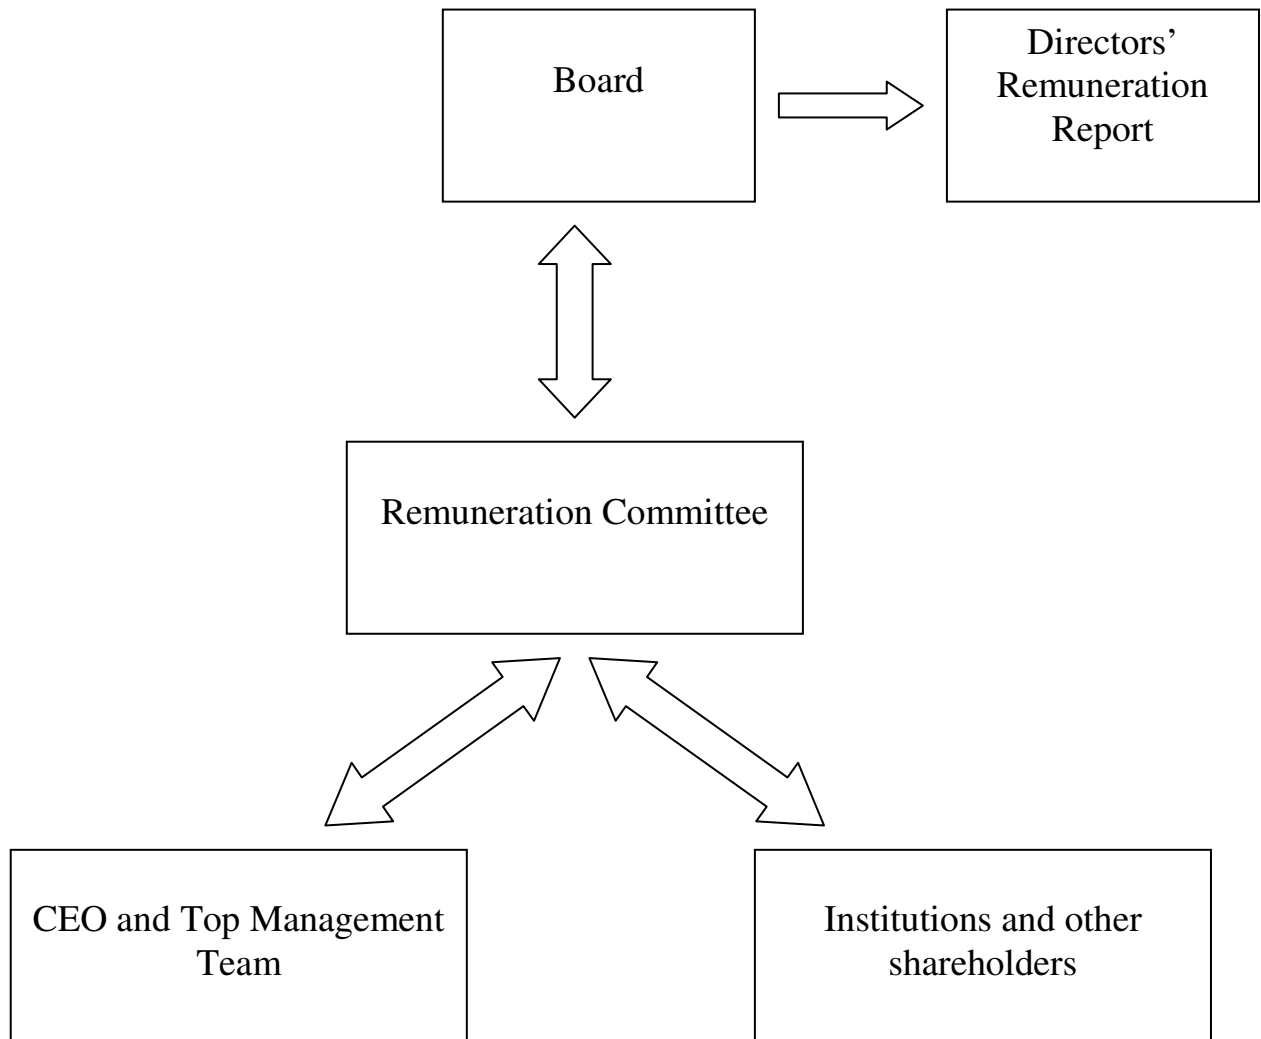 Board
Directors’
Remuneration
Report
Remuneration Committee
CEO and Top Management
Team
Institutions and other
shareholders